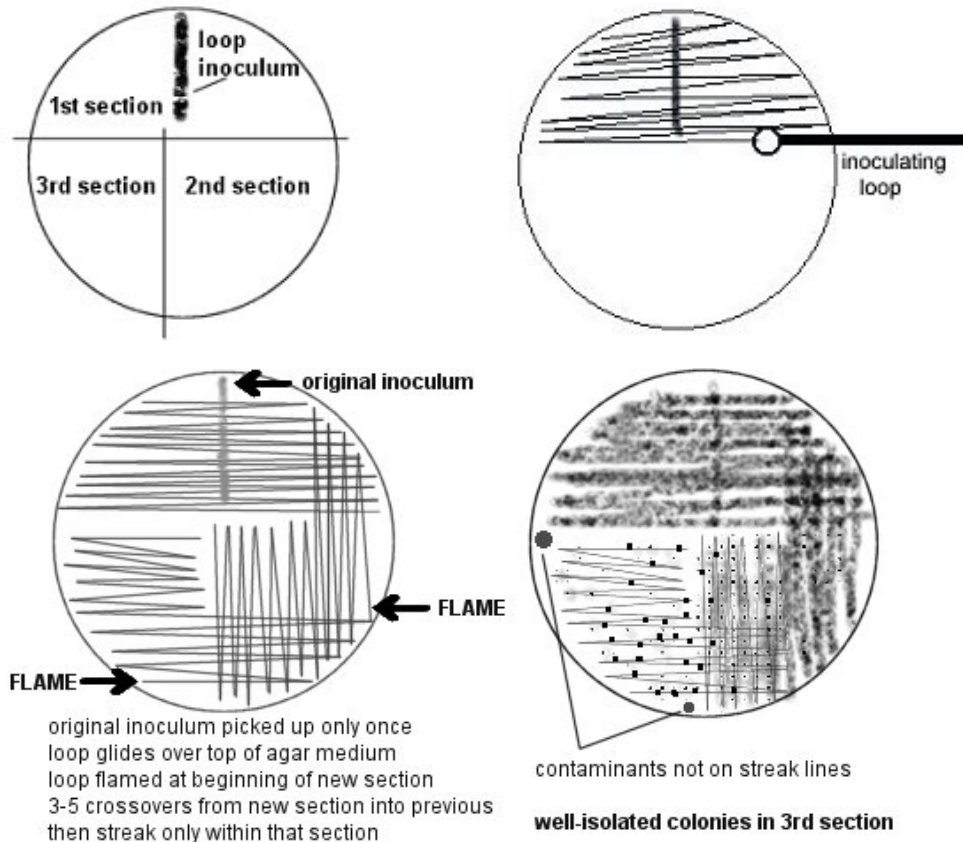 loop
inoculum
1st section
3rd section
2nd section
inoculating
loop
original inoculum
FLAME
FLAME
original inoculum picked up only once
loop glides over top of agar medium
loop flamed at beginning of new section
3-5 crossovers from new section into previous
then streak only within that section
contaminants not on streak lines
well-isolated colonies in 3rd section